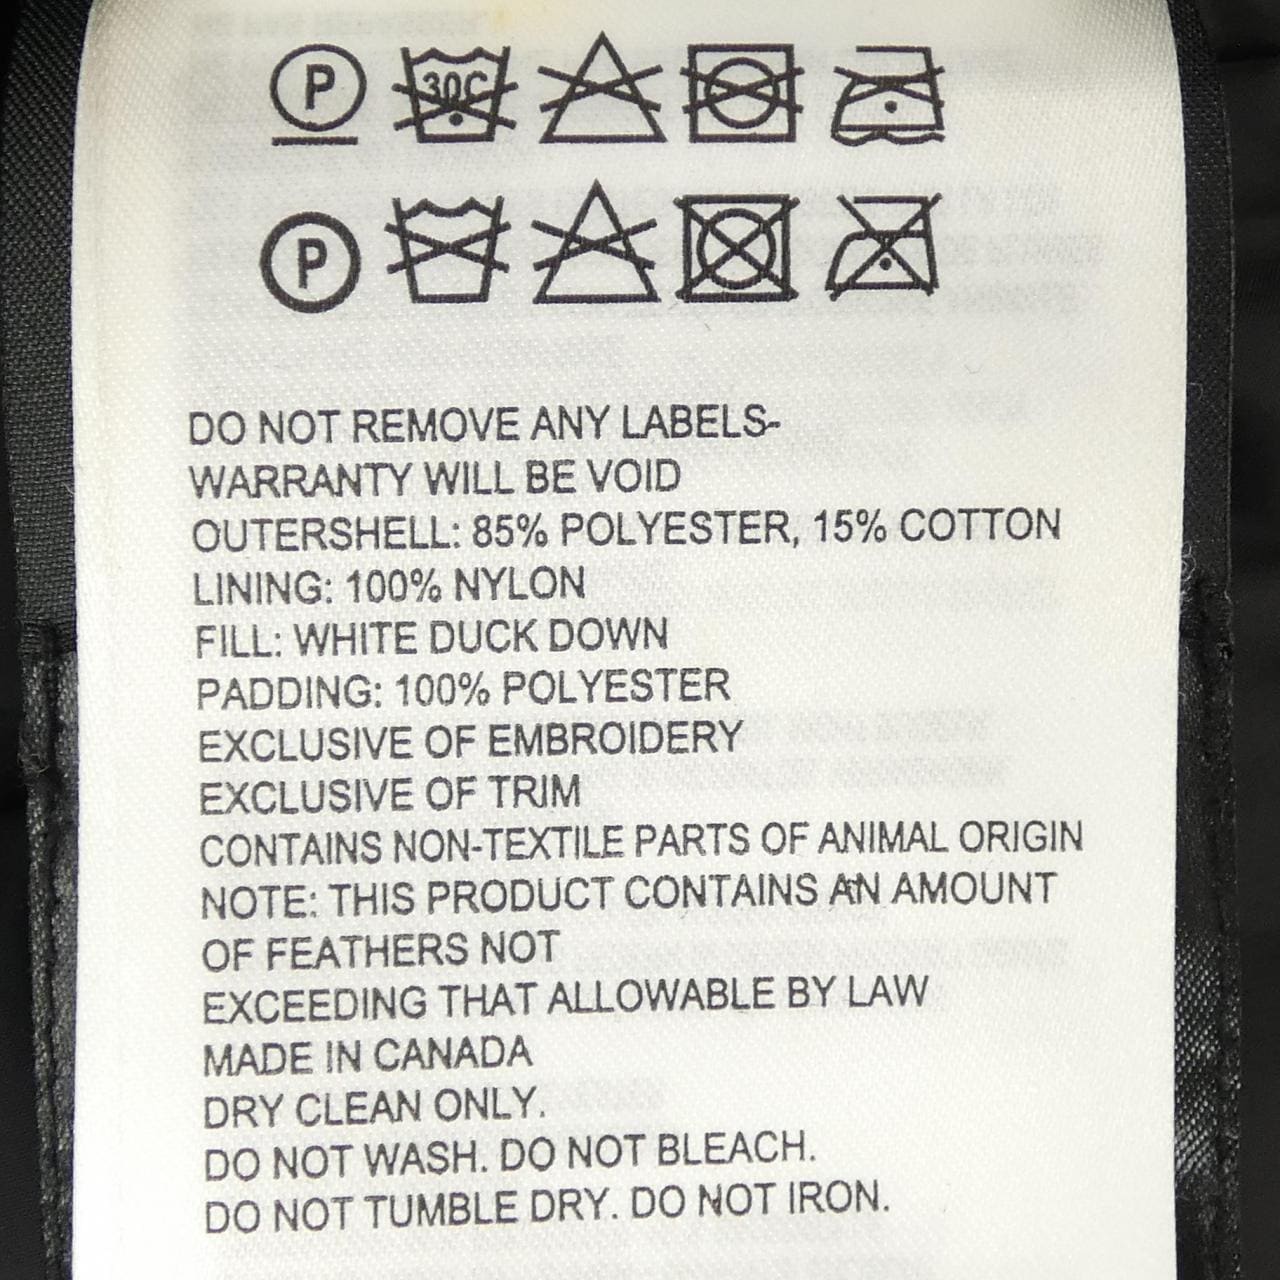 P 30C
P
DO NOT REMOVE ANY LABELS-
WARRANTY WILL BE VOID
OUTERSHELL: 85% POLYESTER, 15% COTTON
LINING: 100% NYLON
FILL: WHITE DUCK DOWN
PADDING: 100% POLYESTER
EXCLUSIVE OF EMBROIDERY
EXCLUSIVE OF TRIM
CONTAINS NON-TEXTILE PARTS OF ANIMAL ORIGIN
NOTE: THIS PRODUCT CONTAINS AN AMOUNT
OF FEATHERS NOT
EXCEEDING THAT ALLOWABLE BY LAW
MADE IN CANADA
DRY CLEAN ONLY.
DO NOT WASH. DO NOT BLEACH.
DO NOT TUMBLE DRY. DO NOT IRON.